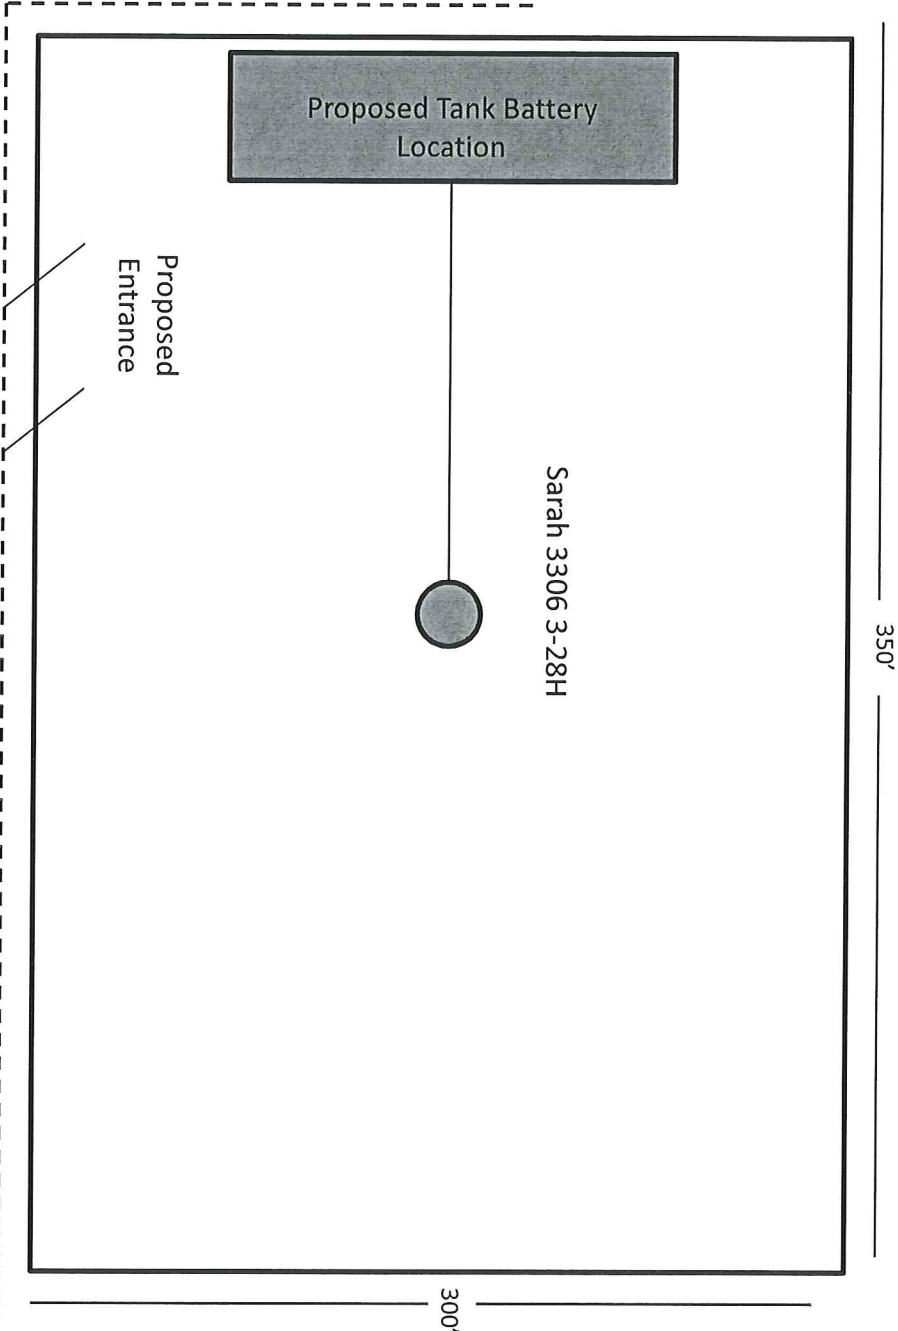 Proposed Tank Battery
Location
Proposed
Entrance
Sarah 3306 3-28H
350’
300’